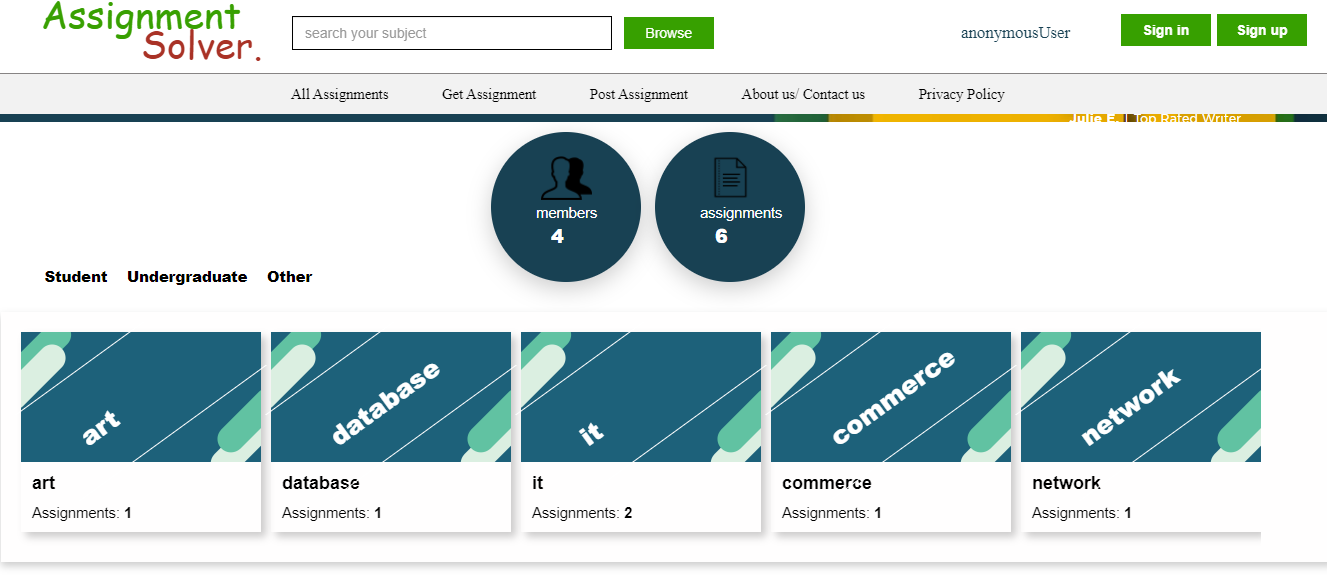 Assignment
Solver.
search your subject
Browse
anonymousUser
Sign in
Sign up
All Assignments
Get Assignment
Post Assignment
About us/ Contact us
Privacy Policy
Julie E. | Top Rated Writer
members
4
assignments
6
Student
Undergraduate
Other
art
database
it
commerce
network
art
database
it
commerce
network
Assignments: 1
Assignments: 1
Assignments: 2
Assignments: 1
Assignments: 1